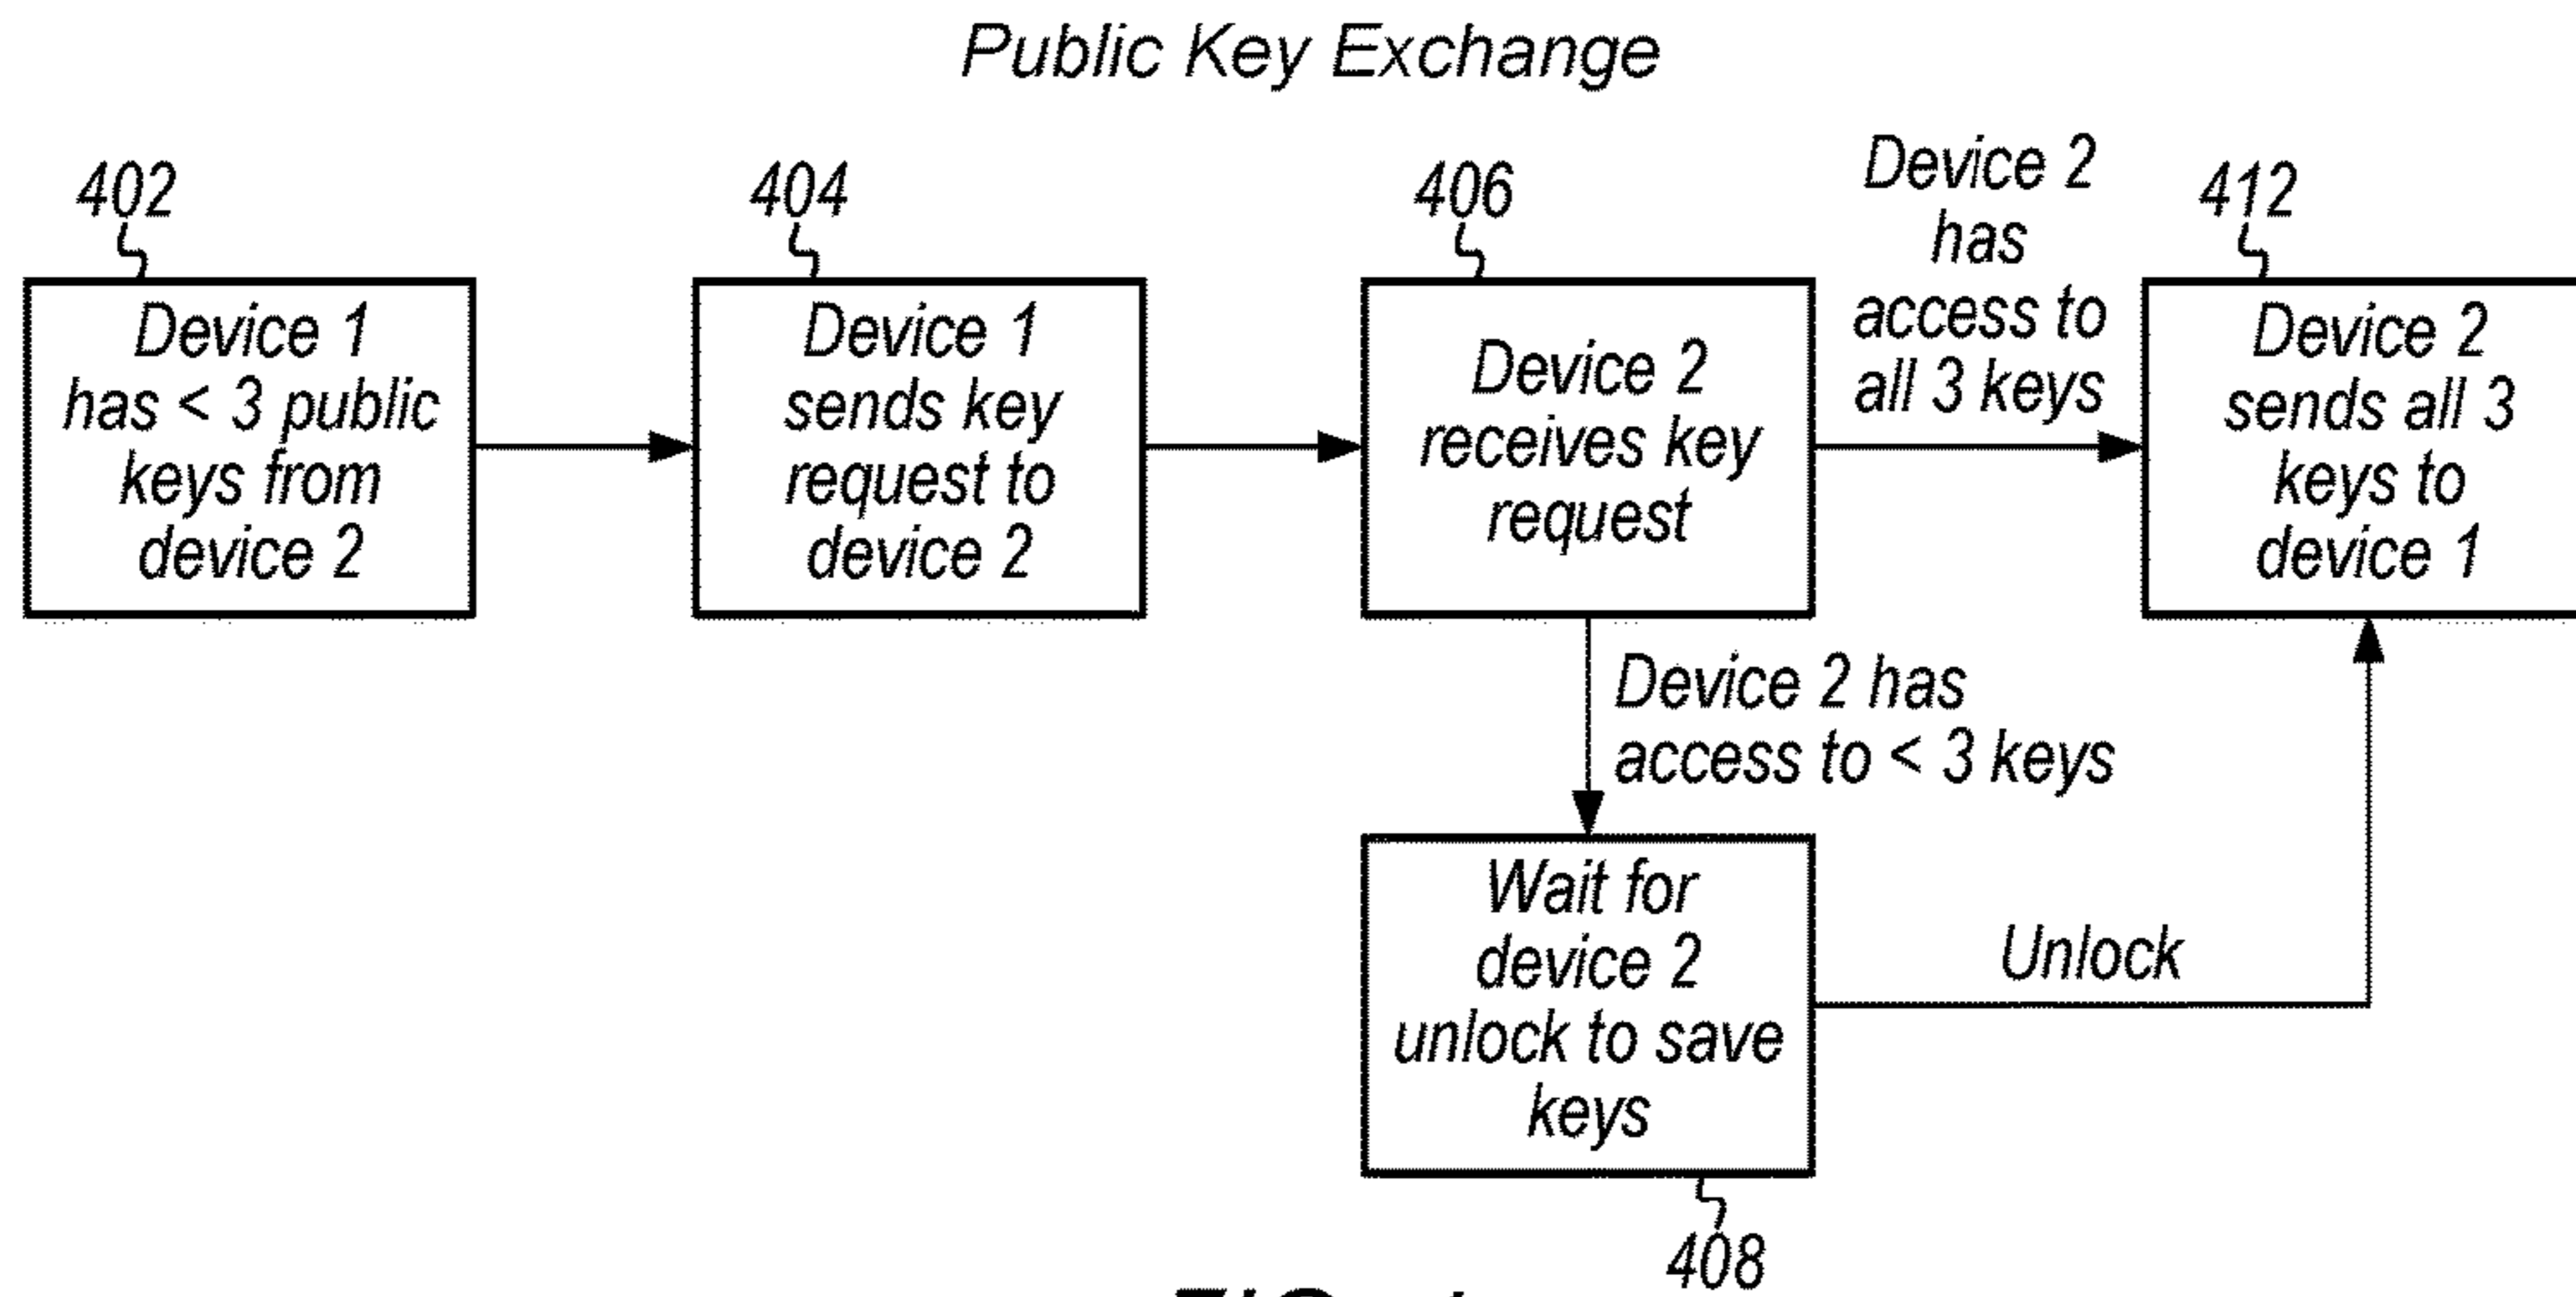 Public Key Exchange
402
Device 1
has < 3 public
keys from
device 2
404
Device 1
sends key
request to
device 2
406
Device 2
receives key
request
Device 2
has
access to
all 3 keys
412
Device 2
sends all 3
keys to
device 1
Device 2 has
access to < 3 keys
Wait for
device 2
unlock to save
keys
408
Unlock